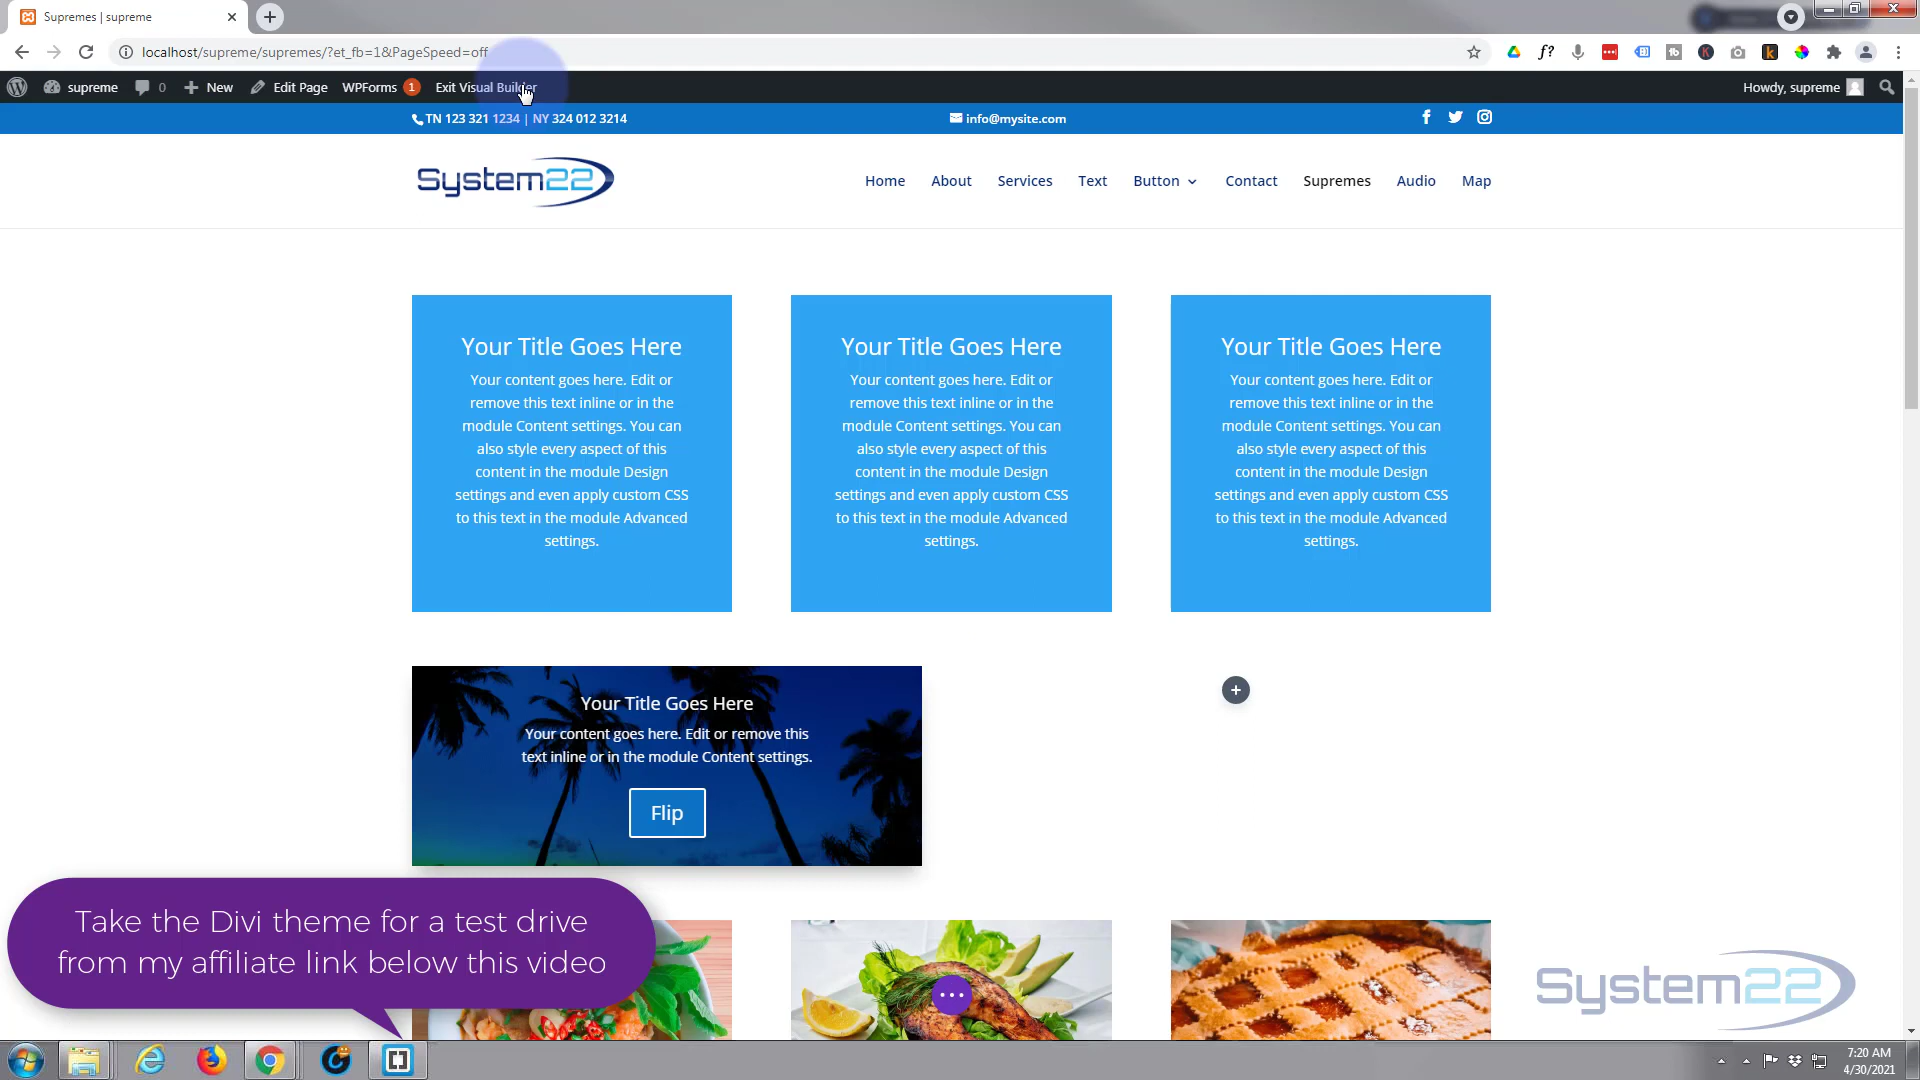 Supremes | supreme
localhost/supreme/supremes/?et_fb=1&PageSpeed=off
supreme 0 New Edit Page WPForms 1 Exit Visual Builder Howdy, supreme
TN 123 321 1234 | NY 324 012 3214 info@mysite.com
System22 Home About Services Text Button Contact Supremes Audio Map
Your Title Goes Here
Your content goes here. Edit or
remove this text inline or in the
module Content settings. You can
also style every aspect of this
content in the module Design
settings and even apply custom CSS
to this text in the module Advanced
settings.
Your Title Goes Here
Your content goes here. Edit or
remove this text inline or in the
module Content settings. You can
also style every aspect of this
content in the module Design
settings and even apply custom CSS
to this text in the module Advanced
settings.
Your Title Goes Here
Your content goes here. Edit or
remove this text inline or in the
module Content settings. You can
also style every aspect of this
content in the module Design
settings and even apply custom CSS
to this text in the module Advanced
settings.
Your Title Goes Here
Your content goes here. Edit or remove this
text inline or in the module Content settings.
Flip
Take the Divi theme for a test drive
from my affiliate link below this video
System22
7:20 AM
4/30/2021